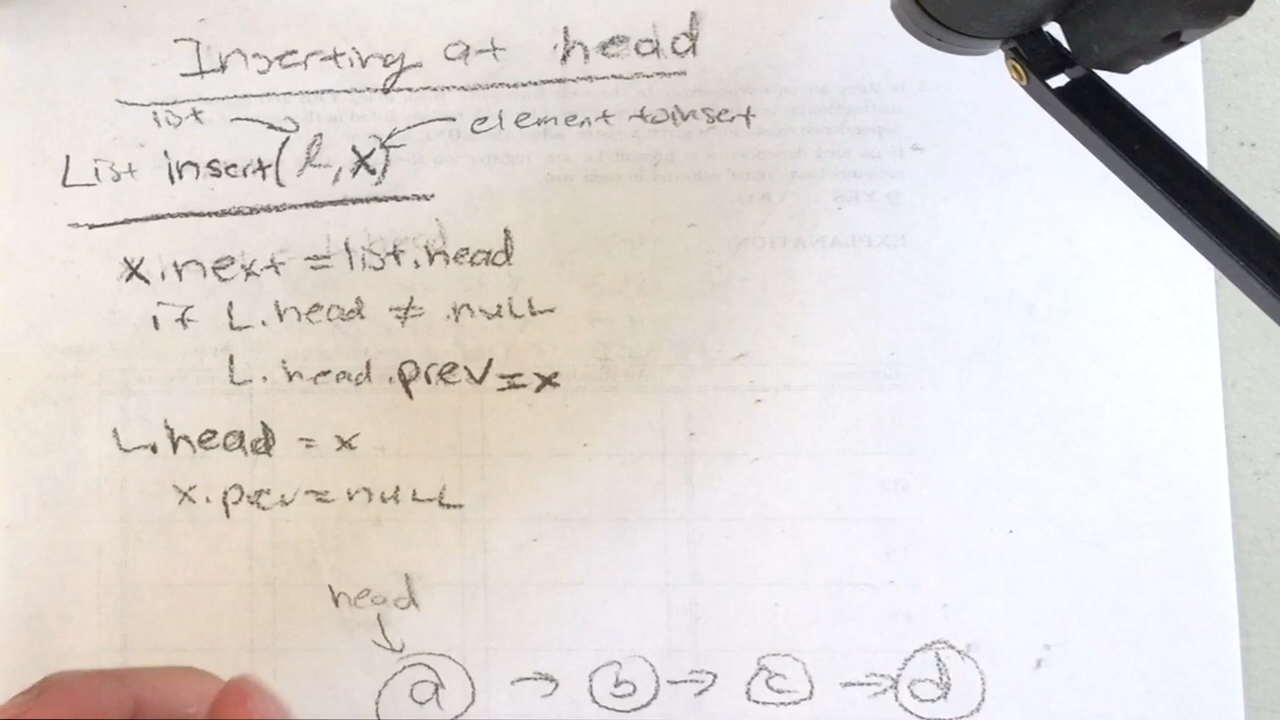 Inserting at head
list → element to insert
List insert(l, x)
x.next = list.head
if L.head ≠ null
L.head.prev = x
L.head = x
x.prev = null
head
a → b → c → d
EXPLANATION: